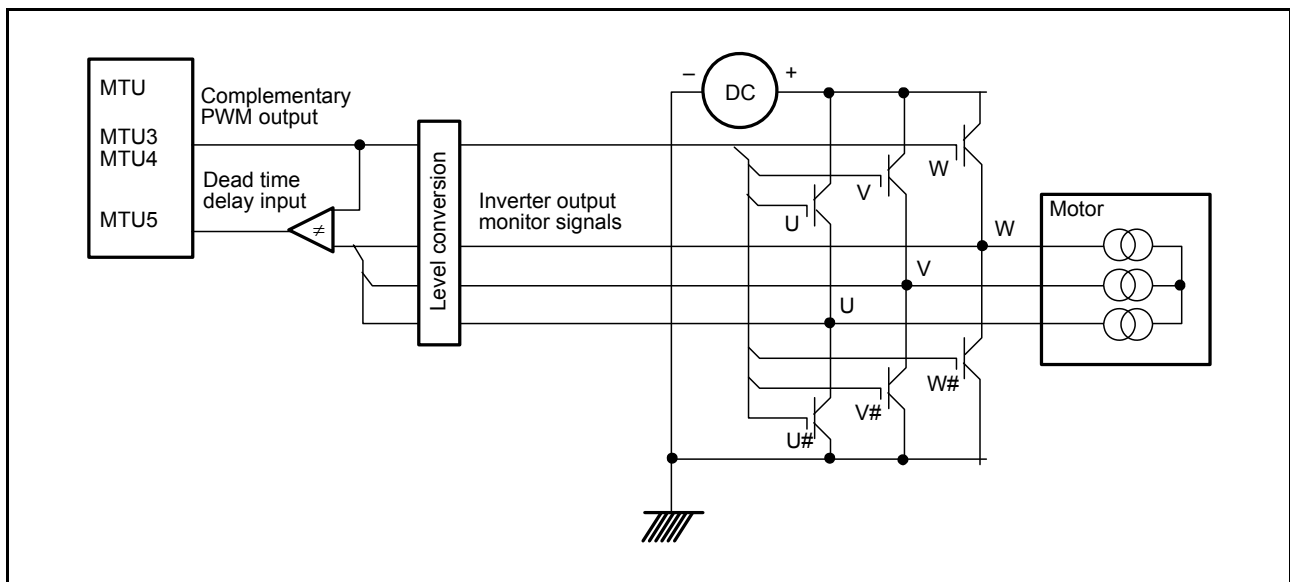 MTU
MTU3
MTU4
MTU5
Complementary
PWM output
Dead time
delay input
≠
Level conversion
Inverter output
monitor signals
–
DC
+
W
V
U
W
V
U
W#
V#
U#
Motor